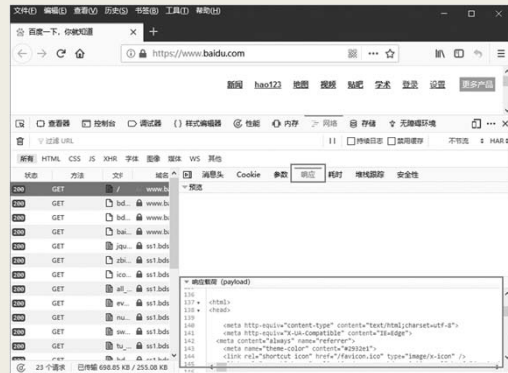 文件(F) 编辑(E) 查看(V) 历史(S) 书签(B) 工具(T) 帮助(H)
百度一下，你就知道
https://www.baidu.com
新闻 hao123 地图 视频 贴吧 学术 登录 设置 更多产品
查看器 控制台 调试器 {} 样式编辑器 性能 内存 网络 存储 无障碍环境
过滤 URL 持续日志 禁用缓存 不节流 HAR
所有 HTML CSS JS XHR 字体 图像 媒体 WS 其他
状态 方法 文件 域名 消息头 Cookie 参数 响应 耗时 堆栈跟踪 安全性
200 GET / www.b 预览
200 GET bd... www.b
200 GET bd... www.b
200 GET bai... www.b
200 GET jqu... ss1.bds
200 GET zbi... ss1.bds
200 GET ico... ss1.bds
200 GET all_... ss1.bds 响应载荷 (payload)
136
200 GET ev... ss1.bds 137 <html>
138 <head>
200 GET nu... ss1.bds 139
140 <meta http-equiv="content-type" content="text/html;charset=utf-8">
200 GET sw... ss1.bds 141 <meta http-equiv="X-UA-Compatible" content="IE=Edge">
142 <meta content="always" name="referrer">
200 GET tu_... ss1.bds 143 <meta name="theme-color" content="#2932e1">
144 <link rel="shortcut icon" href="/favicon.ico" type="image/x-icon" />
23 个请求 已传输 698.85 KB / 255.08 KB